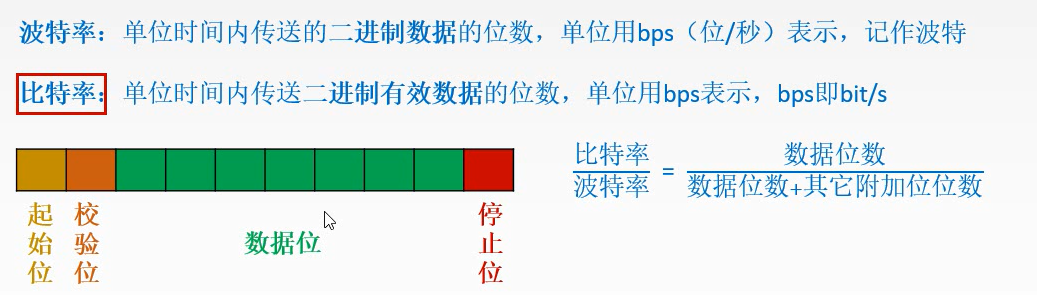 波特率：单位时间内传送的二进制数据的位数，单位用bps（位/秒）表示，记作波特
比特率：单位时间内传送二进制有效数据的位数，单位用bps表示，bps即bit/s
比特率
波特率
=
数据位数
数据位数+其它附加位位数
起始位
校验位
数据位
停止位